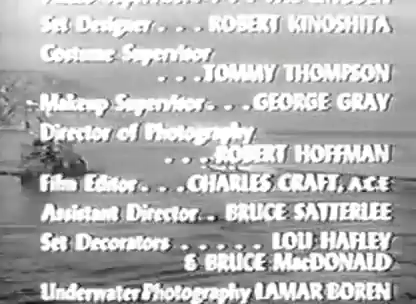 Set Designer . . . ROBERT KINOSHITA
Costume Supervisor
. . . TOMMY THOMPSON
Makeup Supervisor . . . GEORGE GRAY
Director of Photography
. . . ROBERT HOFFMAN
Film Editor . . . CHARLES CRAFT, A.C.E
Assistant Director . . BRUCE SATTERLEE
Set Decorators . . . . . LOU HAFLEY
& BRUCE MacDONALD
Underwater Photography LAMAR BOREN